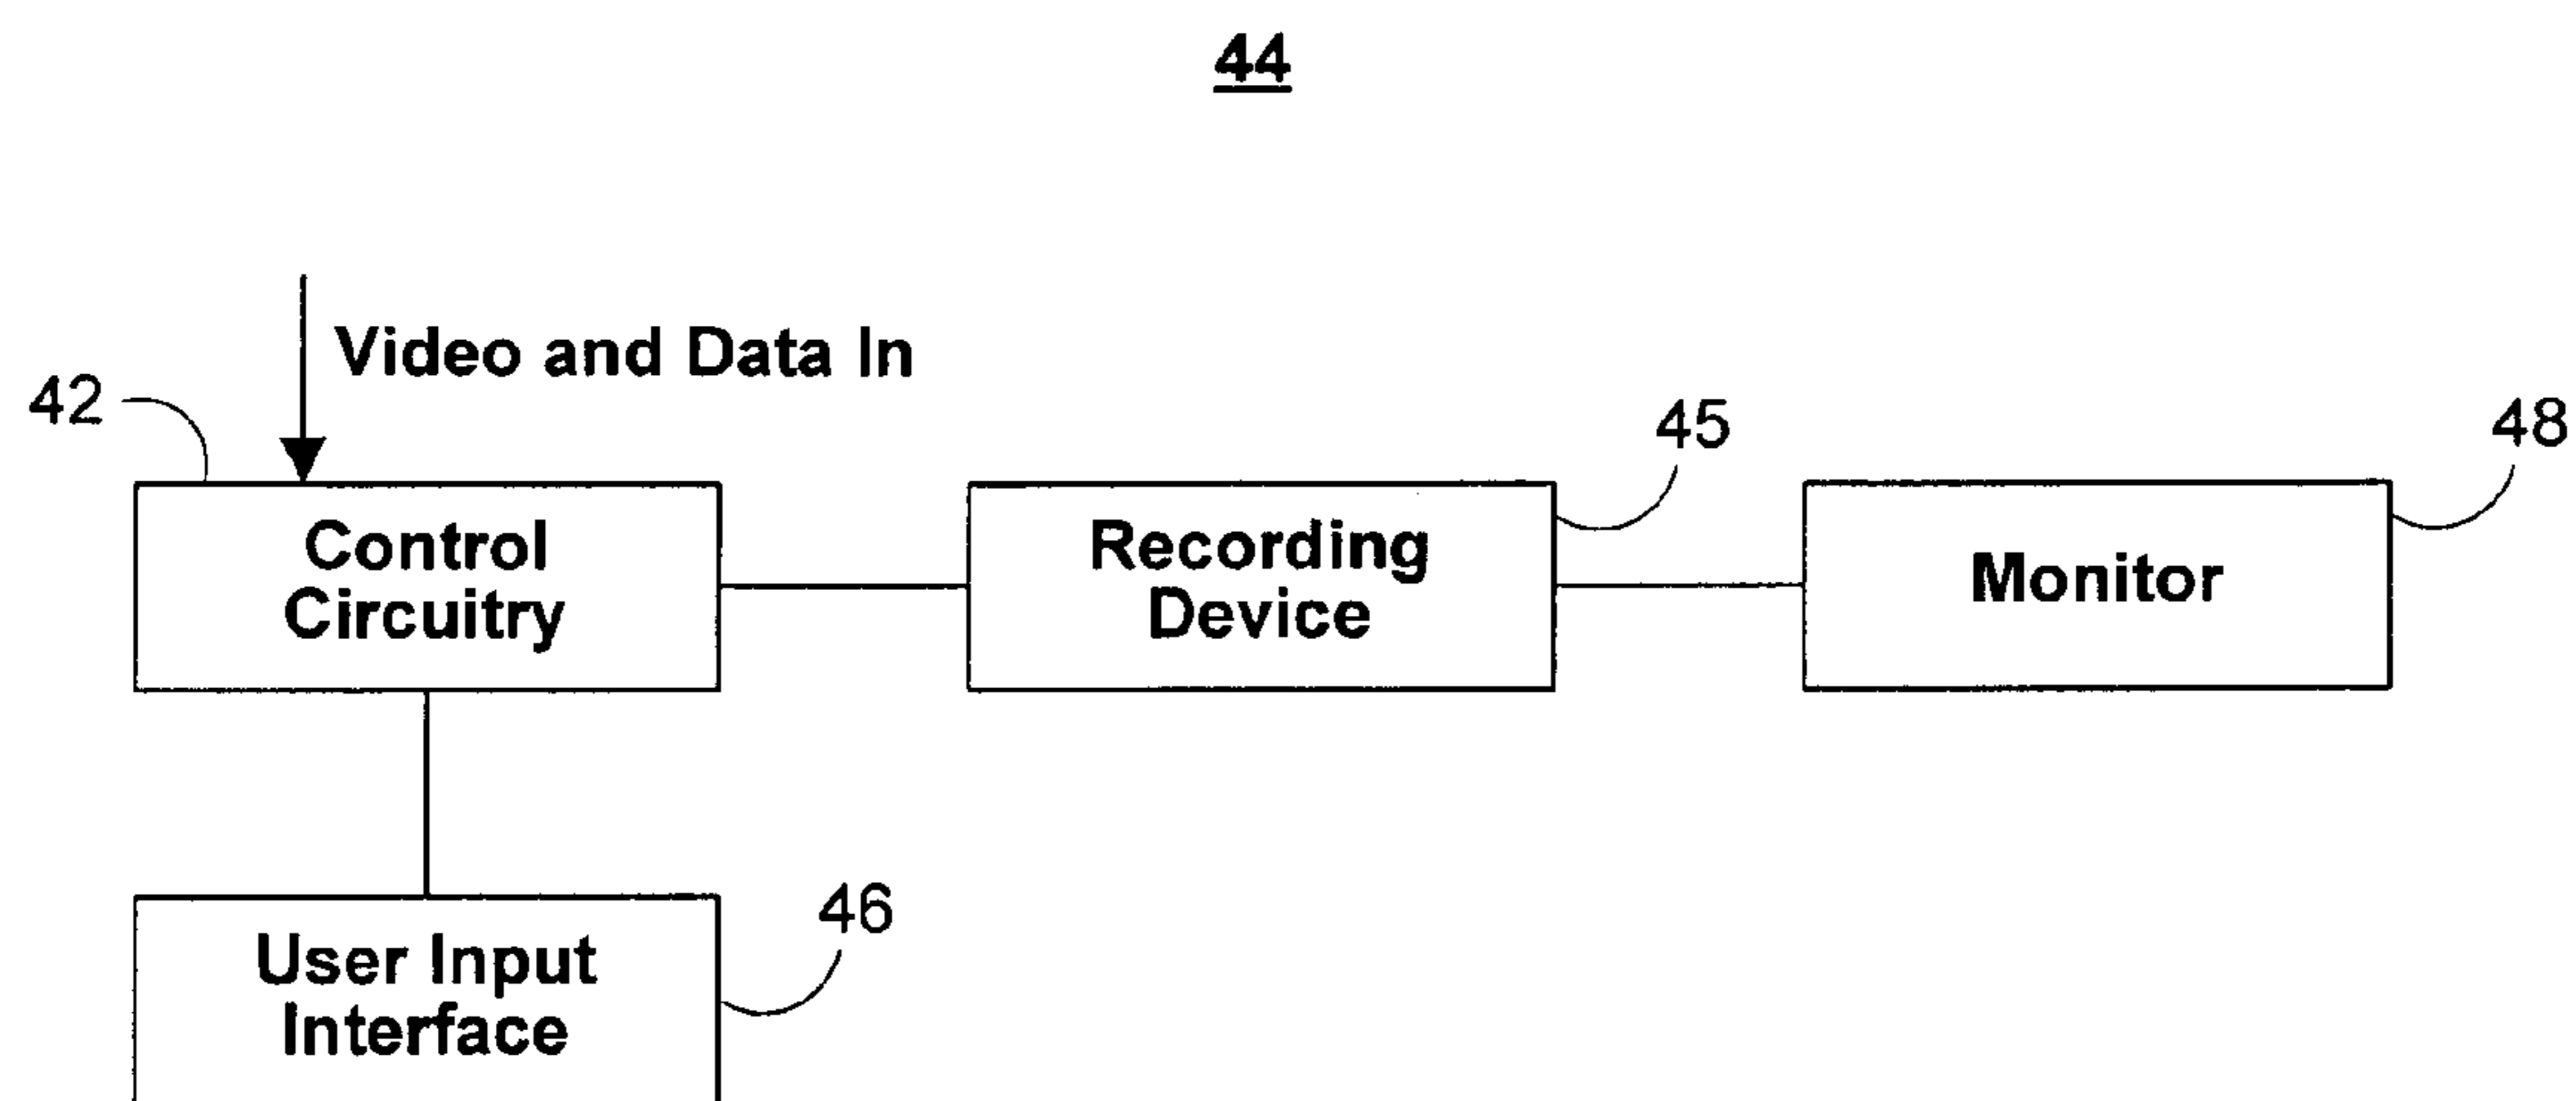 44
Video and Data In
42
45
48
Control
Circuitry
Recording
Device
Monitor
46
User Input
Interface